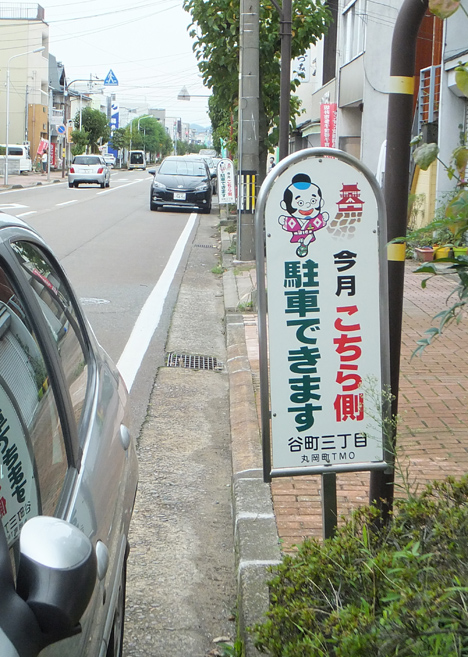 今月 こちら側
駐車できます
谷町三丁目
丸岡町TMO